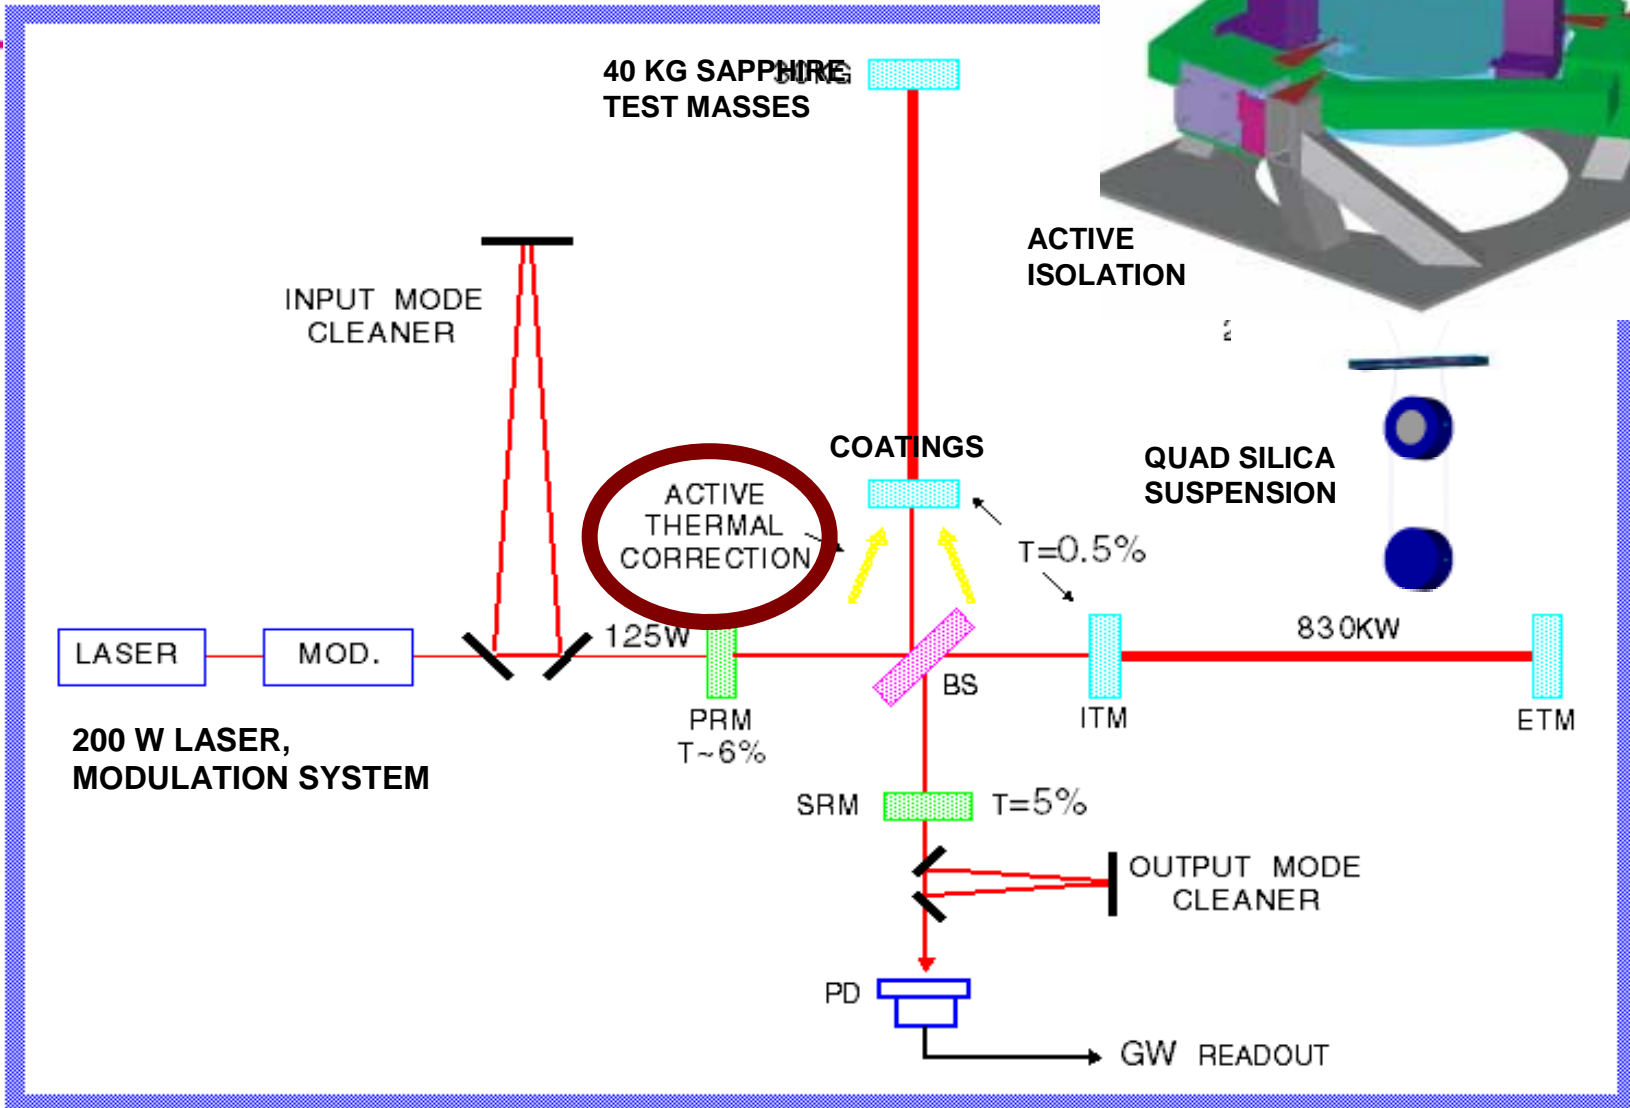 40 KG SAPPHIRE
TEST MASSES
ACTIVE
ISOLATION
INPUT MODE
CLEANER
COATINGS
QUAD SILICA
SUSPENSION
ACTIVE
THERMAL
CORRECTION
T=0.5%
LASER
MOD.
125W
830KW
BS
PRM
T~6%
ITM
ETM
200 W LASER,
MODULATION SYSTEM
SRM
T=5%
OUTPUT MODE
CLEANER
PD
GW READOUT